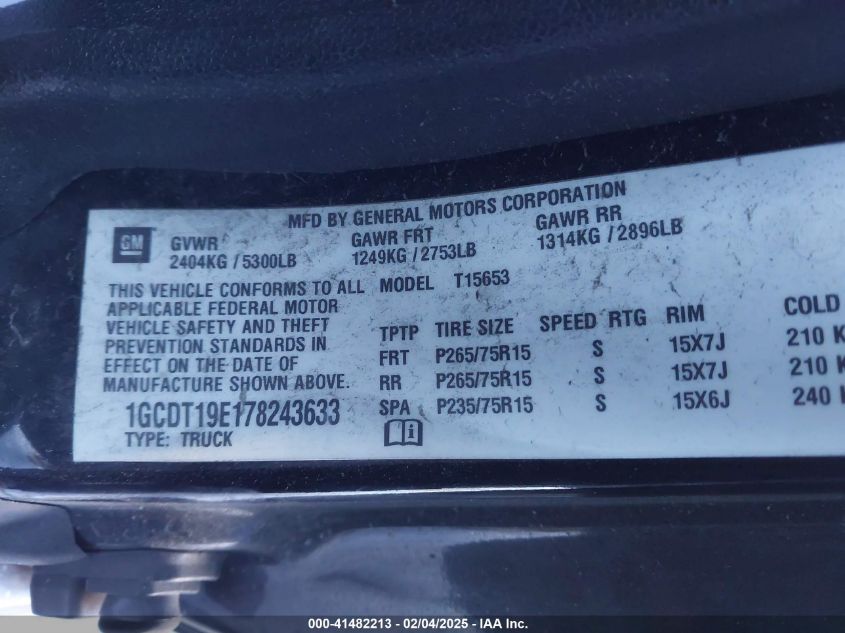 MFD BY GENERAL MOTORS CORPORATION
GM
GVWR GAWR FRT GAWR RR
2404KG / 5300LB 1249KG / 2753LB 1314KG / 2896LB
THIS VEHICLE CONFORMS TO ALL
APPLICABLE FEDERAL MOTOR
VEHICLE SAFETY AND THEFT
PREVENTION STANDARDS IN
EFFECT ON THE DATE OF
MANUFACTURE SHOWN ABOVE.
1GCDT19E178243633
TYPE: TRUCK
MODEL T15653
TPTP TIRE SIZE SPEED RTG RIM COLD
FRT P265/75R15 S 15X7J 210 K
RR P265/75R15 S 15X7J 210 K
SPA P235/75R15 S 15X6J 240 K
000-41482213 - 02/04/2025 - IAA Inc.